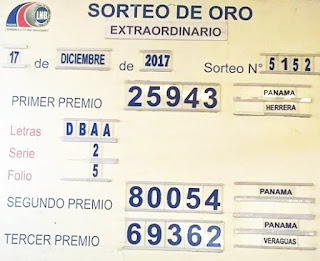 LNB
SORTEO DE ORO
EXTRAORDINARIO
17 de DICIEMBRE de 2017 Sorteo N° 5152
PRIMER PREMIO 25943 PANAMA
HERRERA
Letras DBAA
Serie 2
Folio 5
SEGUNDO PREMIO 80054 PANAMA
TERCER PREMIO 69362 PANAMA
VERAGUAS